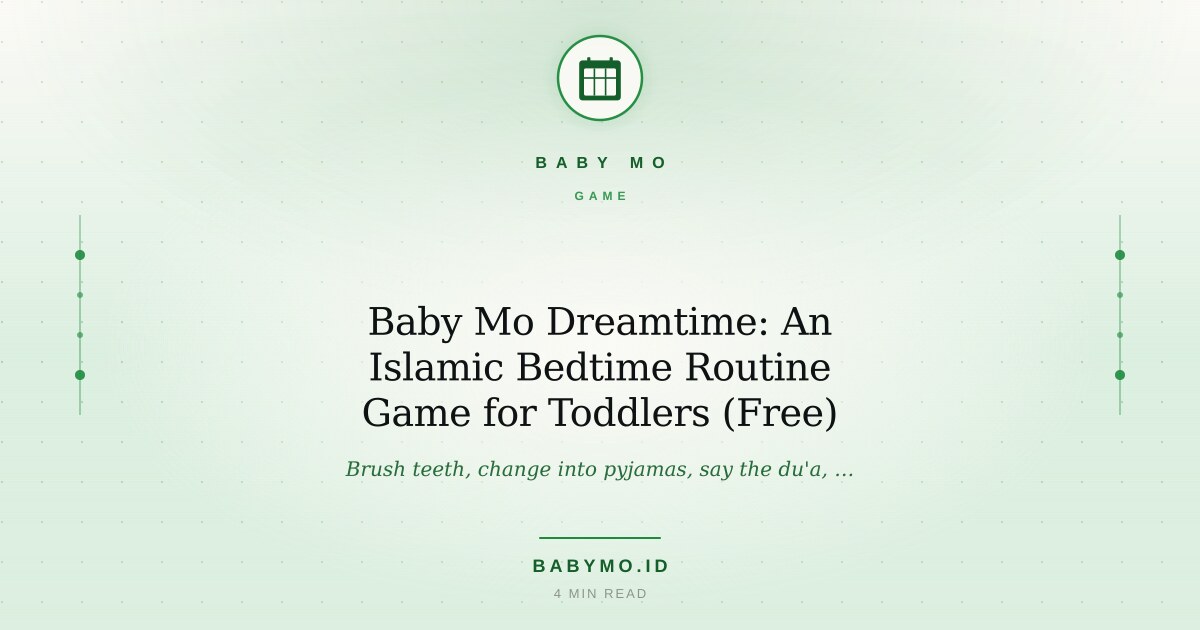 BABY MO
GAME
Baby Mo Dreamtime: An
Islamic Bedtime Routine
Game for Toddlers (Free)
Brush teeth, change into pyjamas, say the du'a, ...
BABYMO.ID
4 MIN READ